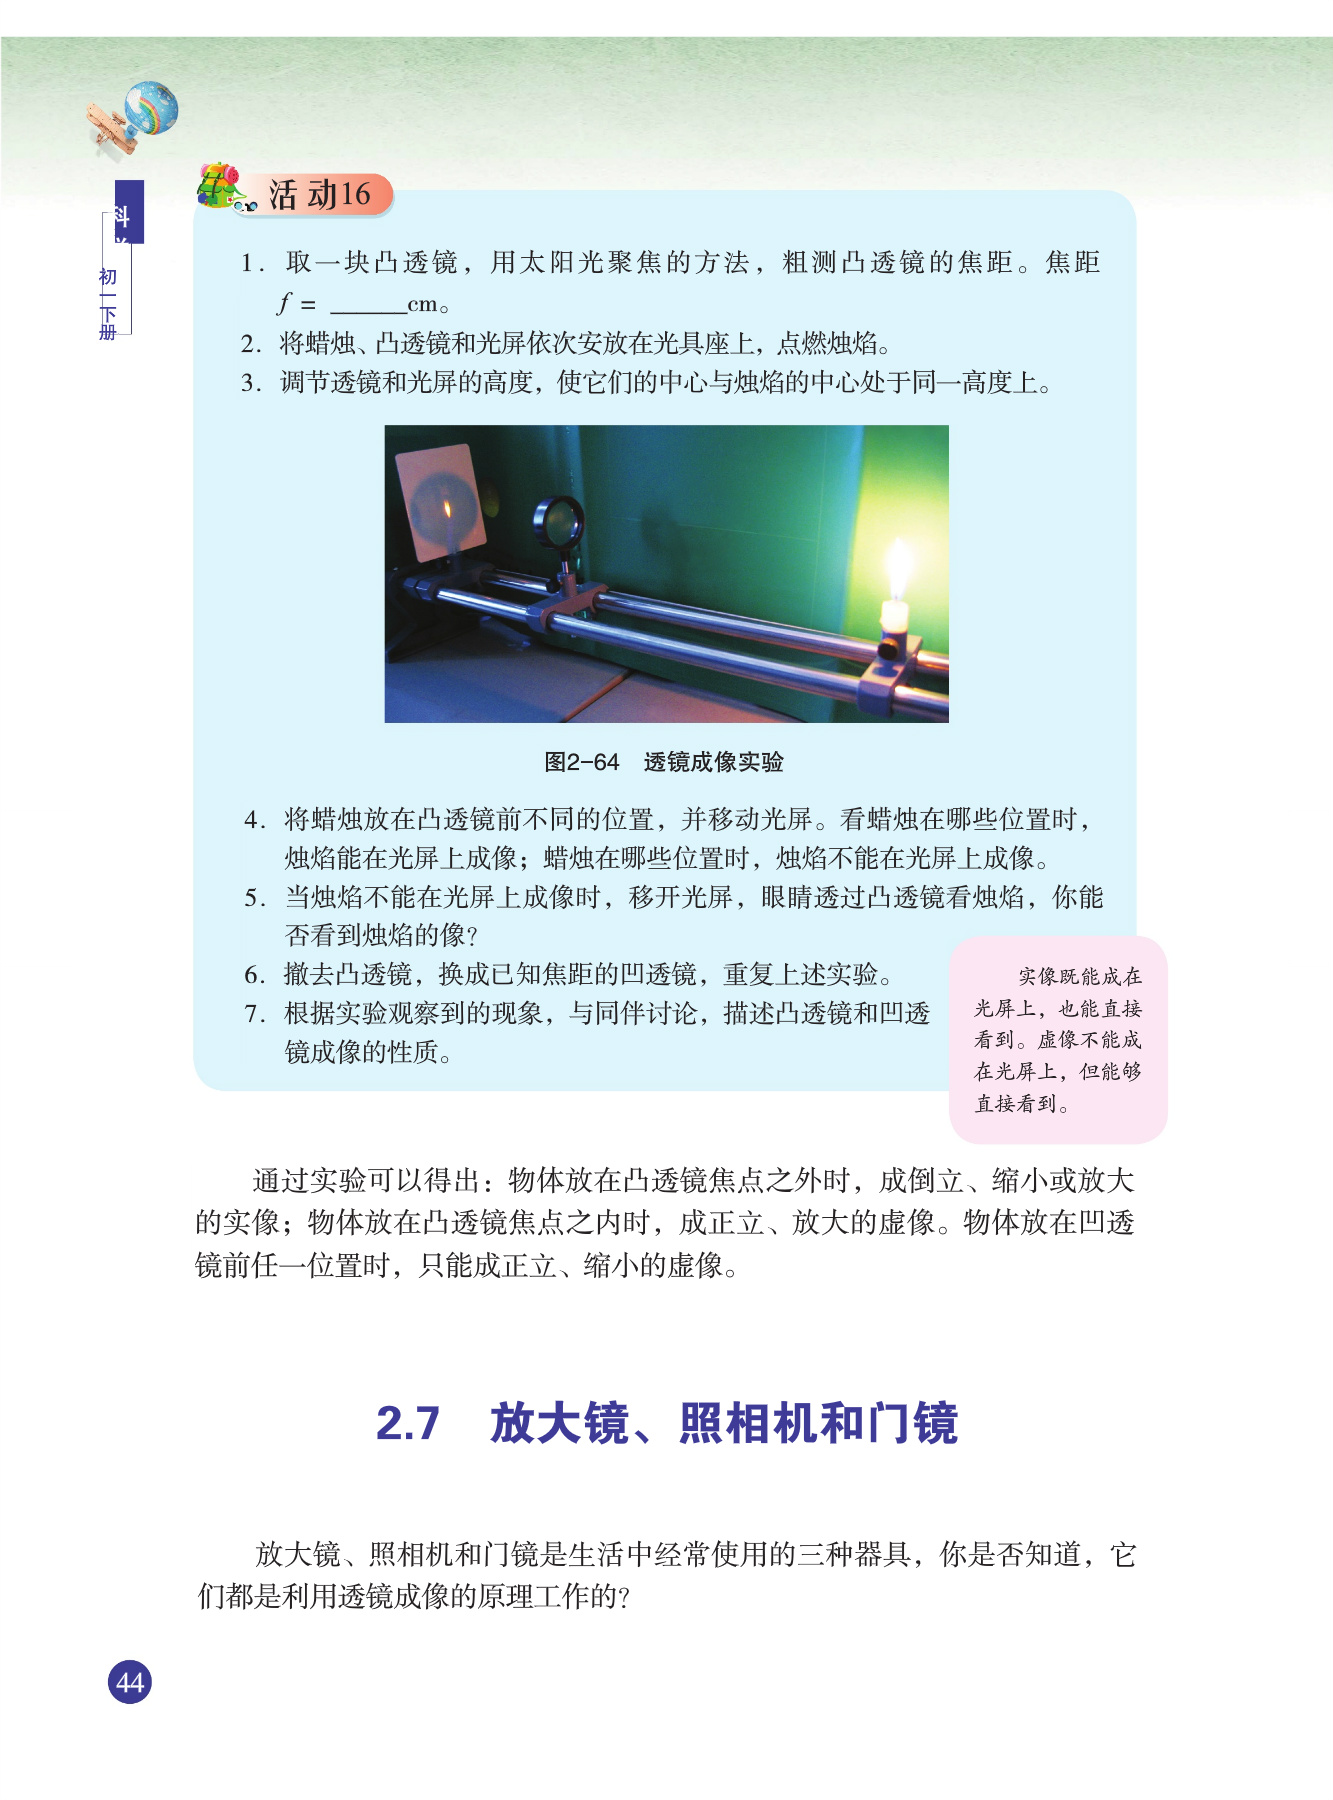 科学
初一下册
活动16
1. 取一块凸透镜，用太阳光聚焦的方法，粗测凸透镜的焦距。焦距
f = ______cm。
2. 将蜡烛、凸透镜和光屏依次安放在光具座上，点燃烛焰。
3. 调节透镜和光屏的高度，使它们的中心与烛焰的中心处于同一高度上。
图2-64 透镜成像实验
4. 将蜡烛放在凸透镜前不同的位置，并移动光屏。看蜡烛在哪些位置时，
烛焰能在光屏上成像；蜡烛在哪些位置时，烛焰不能在光屏上成像。
5. 当烛焰不能在光屏上成像时，移开光屏，眼睛透过凸透镜看烛焰，你能
否看到烛焰的像？
6. 撤去凸透镜，换成已知焦距的凹透镜，重复上述实验。
7. 根据实验观察到的现象，与同伴讨论，描述凸透镜和凹透
镜成像的性质。
实像既能成在
光屏上，也能直接
看到。虚像不能成
在光屏上，但能够
直接看到。
通过实验可以得出：物体放在凸透镜焦点之外时，成倒立、缩小或放大
的实像；物体放在凸透镜焦点之内时，成正立、放大的虚像。物体放在凹透
镜前任一位置时，只能成正立、缩小的虚像。
2.7 放大镜、照相机和门镜
放大镜、照相机和门镜是生活中经常使用的三种器具，你是否知道，它
们都是利用透镜成像的原理工作的？
44